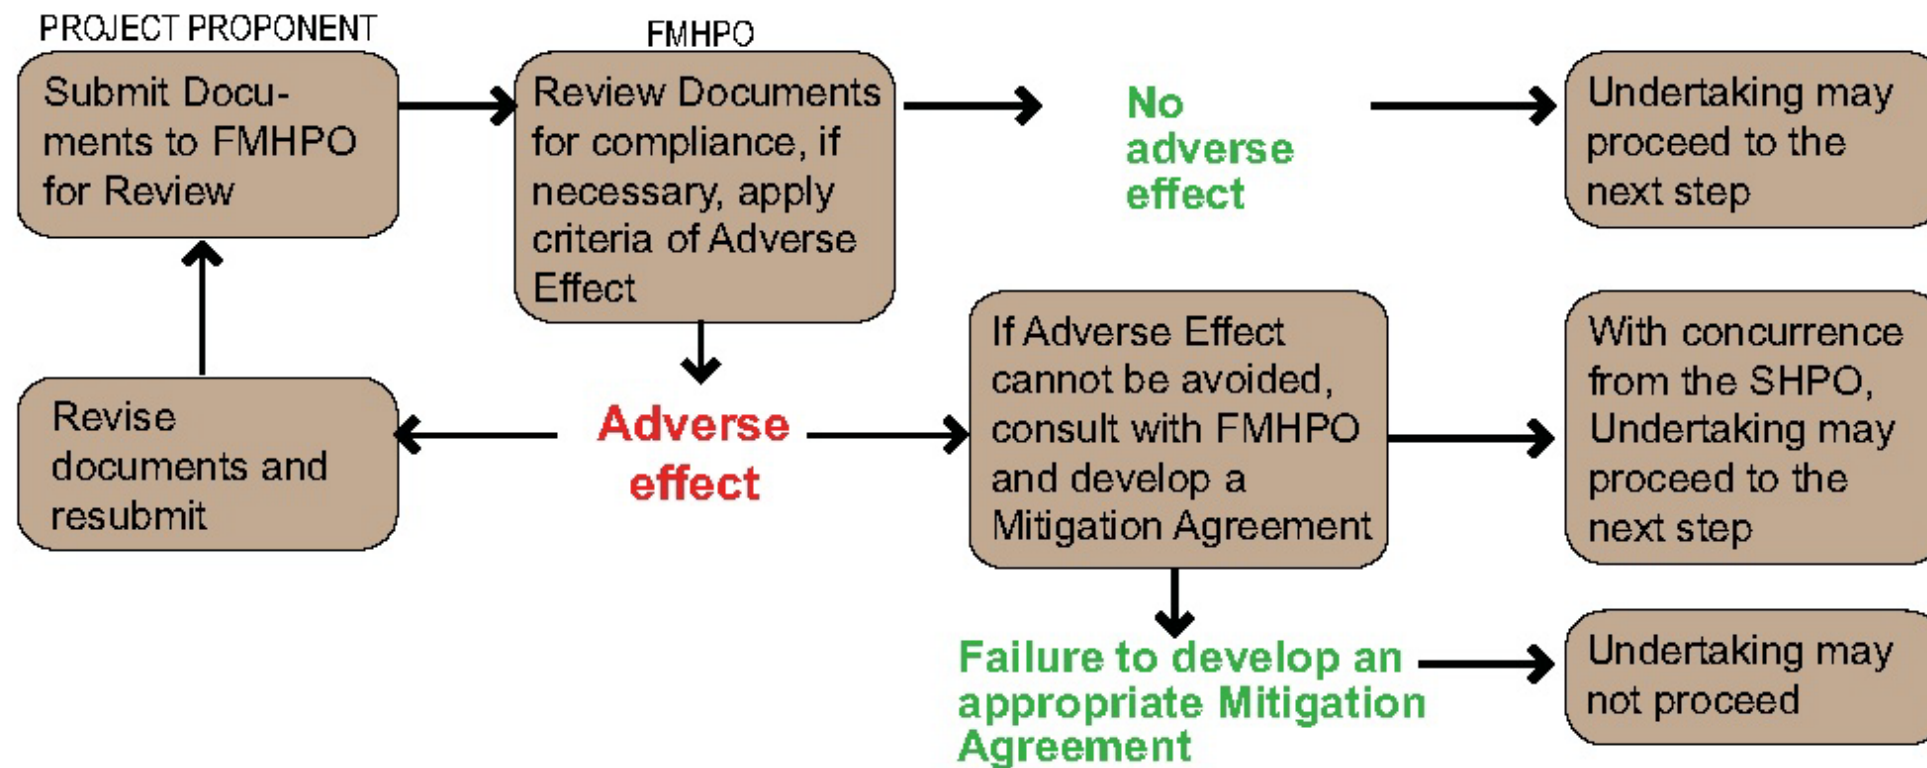 PROJECT PROPONENT
Submit Docu-
ments to FMHPO
for Review
FMHPO
Review Documents
for compliance, if
necessary, apply
criteria of Adverse
Effect
No
adverse
effect
Undertaking may
proceed to the
next step
Revise
documents and
resubmit
Adverse
effect
If Adverse Effect
cannot be avoided,
consult with FMHPO
and develop a
Mitigation Agreement
With concurrence
from the SHPO,
Undertaking may
proceed to the
next step
Failure to develop an
appropriate Mitigation
Agreement
Undertaking may
not proceed